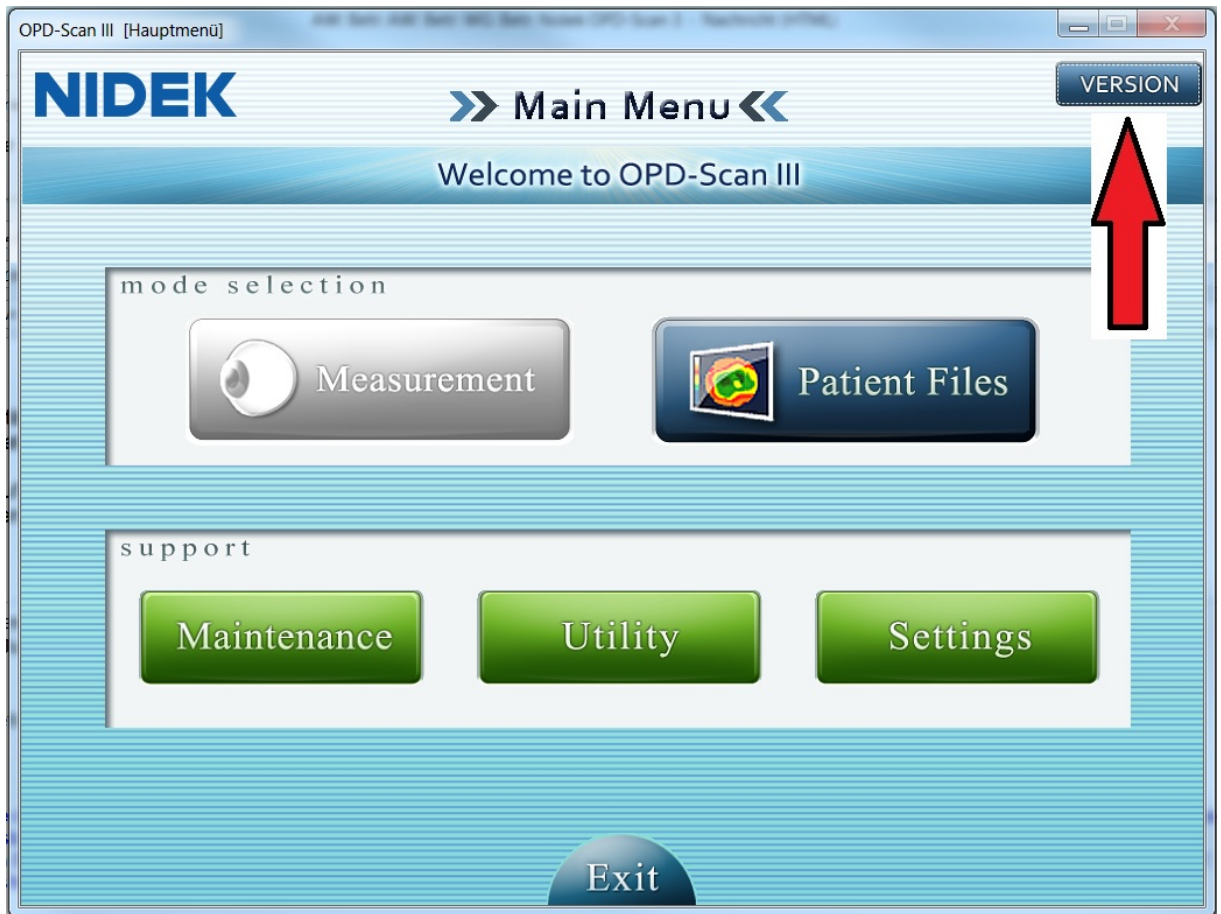 OPD-Scan III [Hauptmenü]
NIDEK
Main Menu
VERSION
Welcome to OPD-Scan III
mode selection
Measurement
Patient Files
support
Maintenance
Utility
Settings
Exit